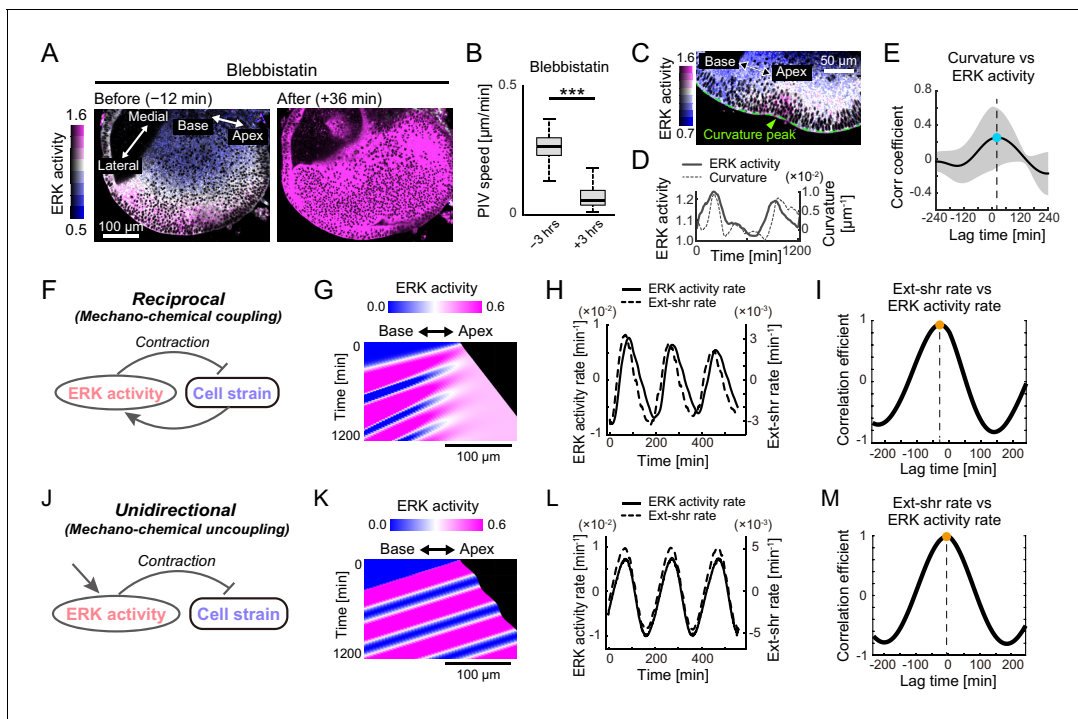 A
Blebbistatin
Before (−12 min)
After (+36 min)
ERK activity
1.6
0.5
Medial
Lateral
Base
Apex
100 μm
B
Blebbistatin
***
PIV speed [μm/min]
0.5
0
−3 hrs
+3 hrs
C
ERK activity
1.6
0.7
Base
Apex
50 μm
Curvature peak
D
ERK activity
Curvature
(×10⁻²)
ERK activity
1.2
1.1
1.0
1.0
0.5
0
Curvature
[μm⁻¹]
0
1200
Time [min]
E
Curvature vs
ERK activity
Corr coefficient
0.8
0.4
0
-0.4
-240
-120
0
120
240
Lag time [min]
F
Reciprocal
(Mechano-chemical coupling)
Contraction
ERK activity
Cell strain
G
ERK activity
0.0
0.6
Base
Apex
Time [min]
0
1200
100 μm
H
ERK activity rate
Ext-shr rate
(×10⁻²)
(×10⁻³)
ERK activity rate [min⁻¹]
1
0
-1
3
0
-3
Ext-shr rate [min⁻¹]
0
200
400
Time [min]
I
Ext-shr rate vs
ERK activity rate
Correlation efficient
1
0
-1
-200
-100
0
100
200
Lag time [min]
J
Unidirectional
(Mechano-chemical uncoupling)
Contraction
ERK activity
Cell strain
K
ERK activity
0.0
0.6
Base
Apex
Time [min]
0
1200
100 μm
L
ERK activity rate
Ext-shr rate
(×10⁻²)
(×10⁻³)
ERK activity rate [min⁻¹]
1
0
-1
5
0
-5
Ext-shr rate [min⁻¹]
0
200
400
Time [min]
M
Ext-shr rate vs
ERK activity rate
Correlation efficient
1
0
-1
-200
-100
0
100
200
Lag time [min]